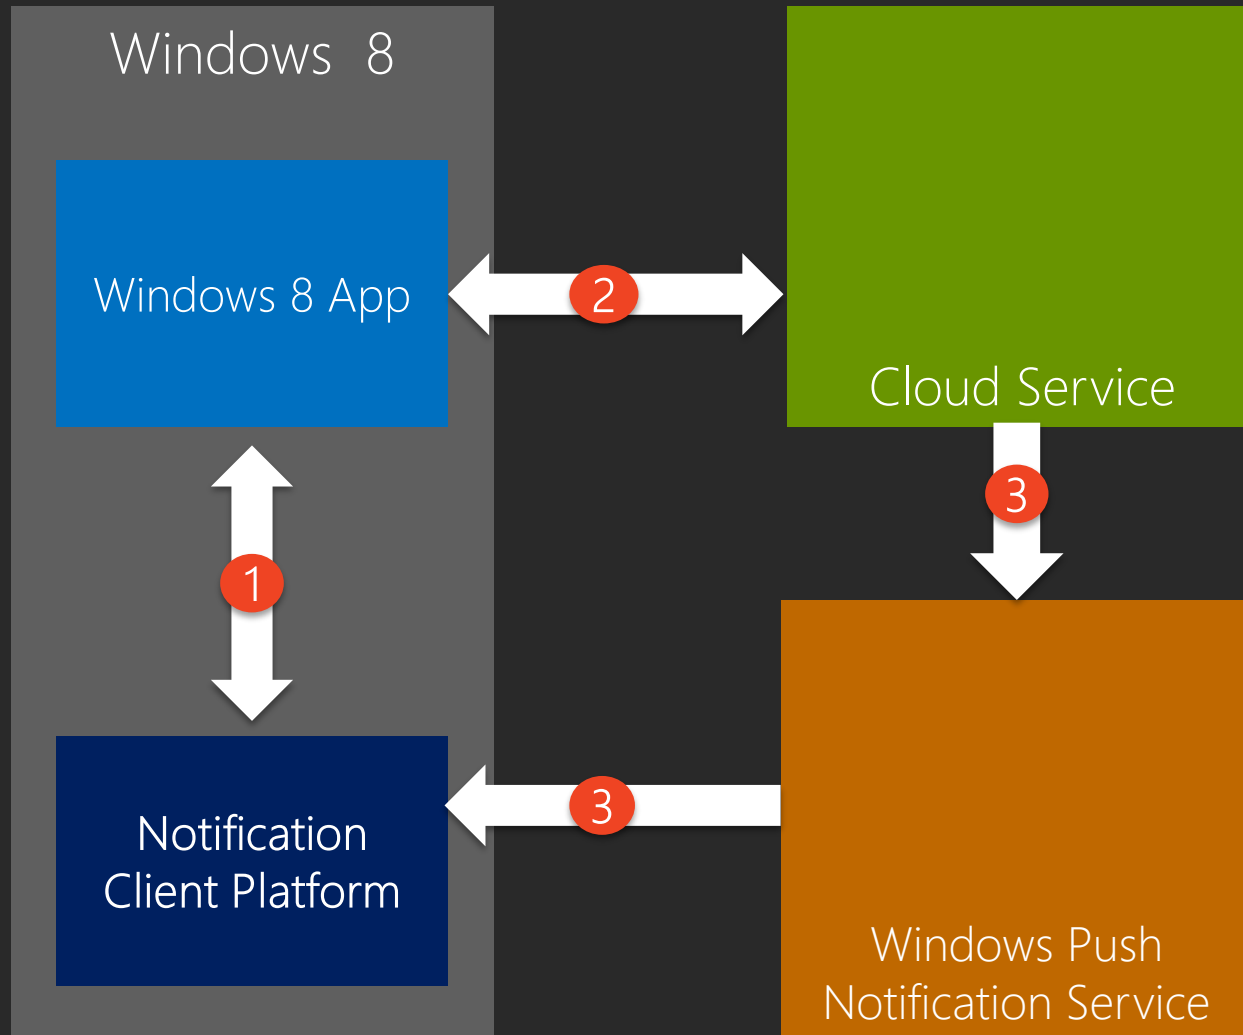 Windows 8
Windows 8 App
2
Cloud Service
3
1
Notification
Client Platform
3
Windows Push
Notification Service